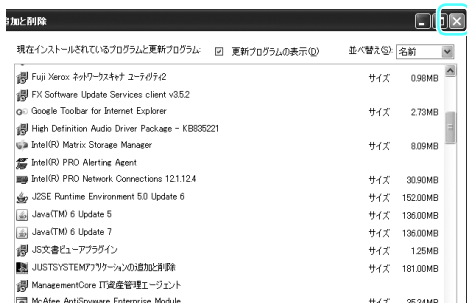 加と削除
現在インストールされているプログラムと更新プログラム: 更新プログラムの表示(D) 並べ替え(S): 名前
Fuji Xerox ネットワークスキャナ ユーティリティ2 サイズ 0.98MB
FX Software Update Services client v3.5.2
Google Toolbar for Internet Explorer サイズ 2.73MB
High Definition Audio Driver Package - KB835221
Intel(R) Matrix Storage Manager サイズ 8.09MB
Intel(R) PRO Alerting Agent
Intel(R) PRO Network Connections 12.1.12.4 サイズ 30.90MB
J2SE Runtime Environment 5.0 Update 6 サイズ 152.00MB
Java(TM) 6 Update 5 サイズ 136.00MB
Java(TM) 6 Update 7 サイズ 136.00MB
JS文書ビューアプラグイン サイズ 1.25MB
JUSTSYSTEMアプリケーションの追加と削除 サイズ 181.00MB
ManagementCore IT資産管理エージェント
McAfee AntiSpyware Enterprise Module サイズ 25.24MB